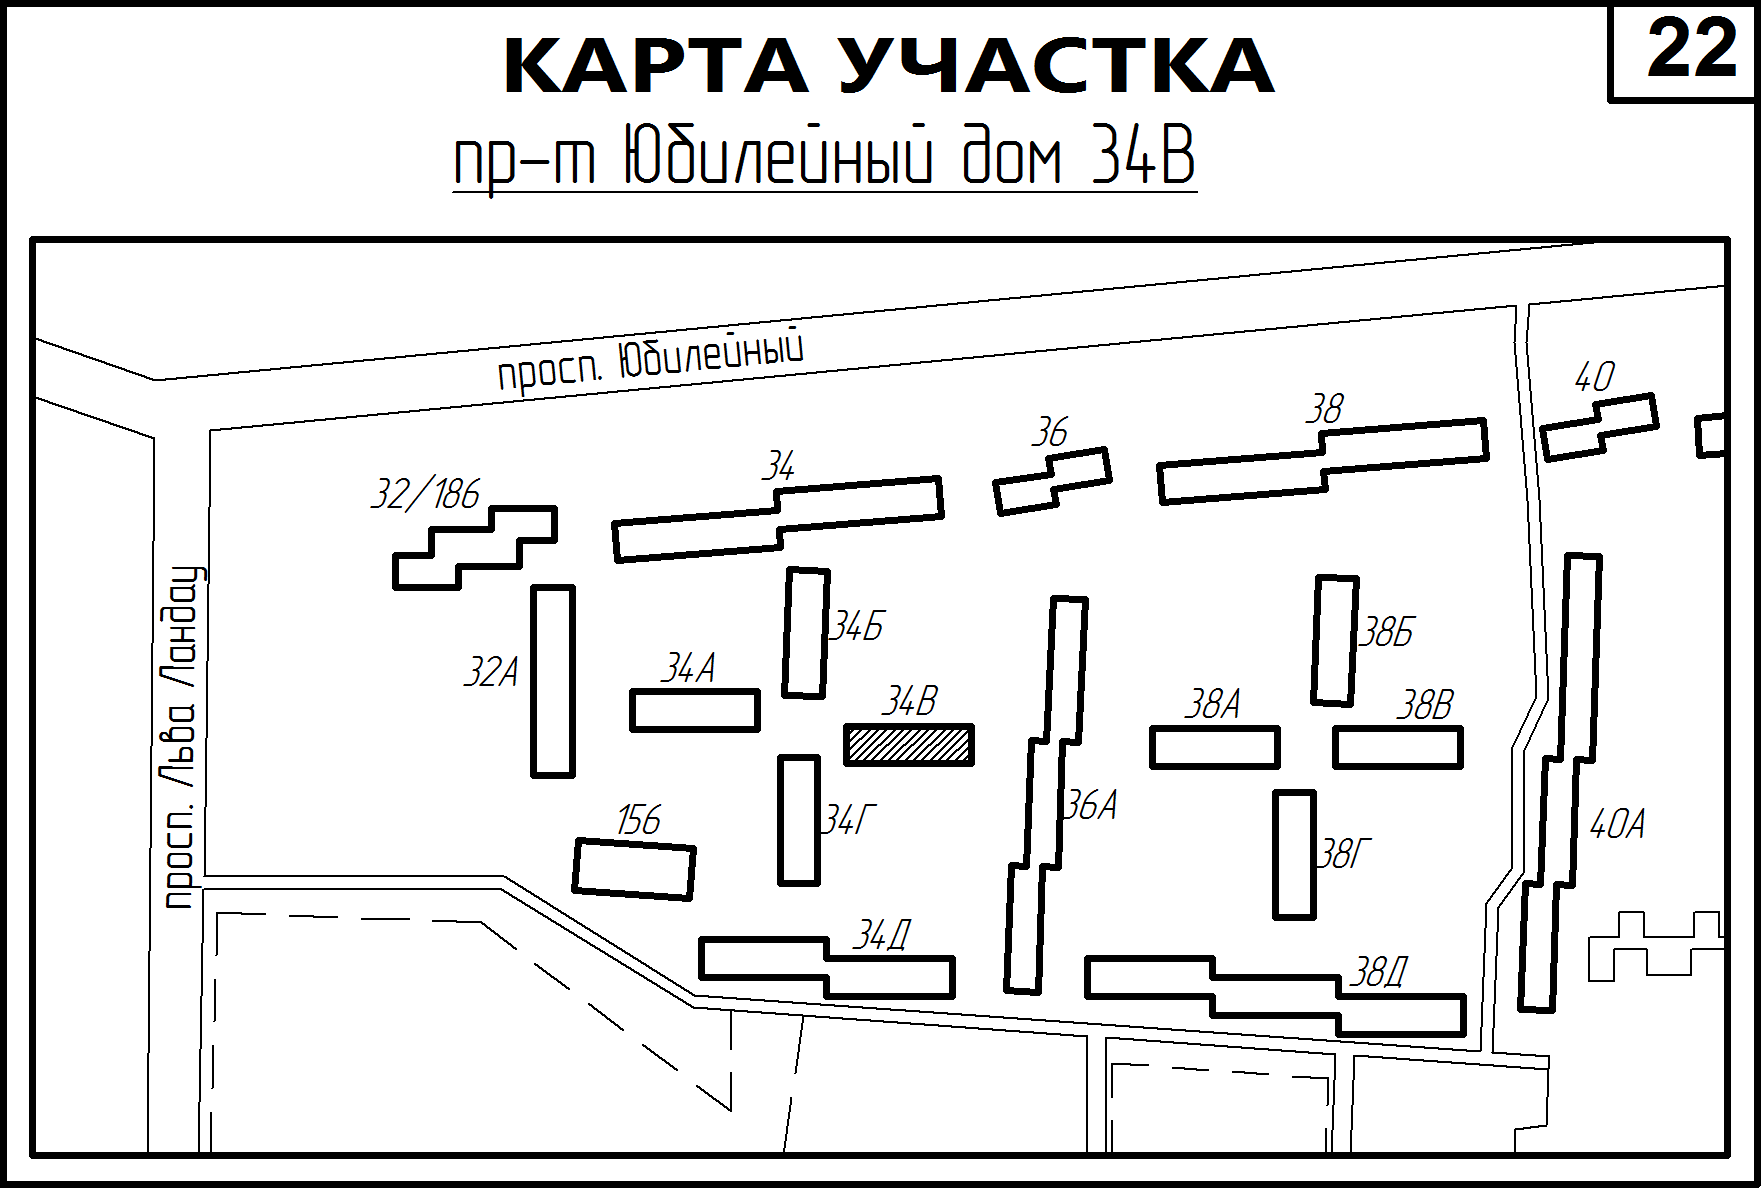 22
КАРТА УЧАСТКА
пр-т Юбилейный дом 34В
просп. Юбилейный
40
38
36
34
32/186
34Б
38Б
32А
34А
34В
38А
38В
просп. Льва Ландау
36А
156
34Г
40А
38Г
34Д
38Д